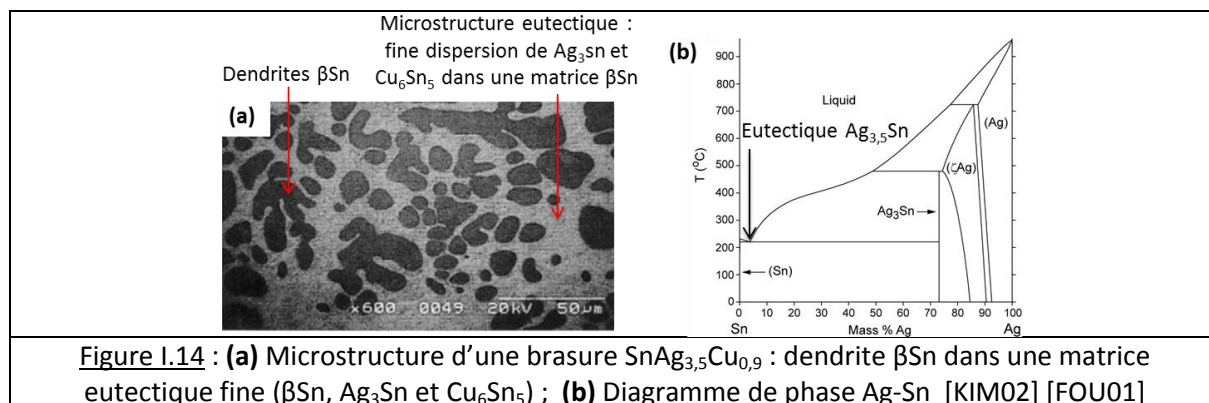 Microstructure eutectique :
fine dispersion de Ag₃sn et
Cu₆Sn₅ dans une matrice βSn
Dendrites βSn
(a)
x600 0049 20kV 50µm
(b)
900
800
700
600
500
400
300
200
100
0
T (°C)
Liquid
Eutectique Ag₃,₅Sn
(Ag)
(ζAg)
Ag₃Sn
(Sn)
0 10 20 30 40 50 60 70 80 90 100
Sn Mass % Ag Ag
Figure I.14 : (a) Microstructure d’une brasure SnAg₃,₅Cu₀,₉ : dendrite βSn dans une matrice
eutectique fine (βSn, Ag₃Sn et Cu₆Sn₅) ; (b) Diagramme de phase Ag-Sn [KIM02] [FOU01]